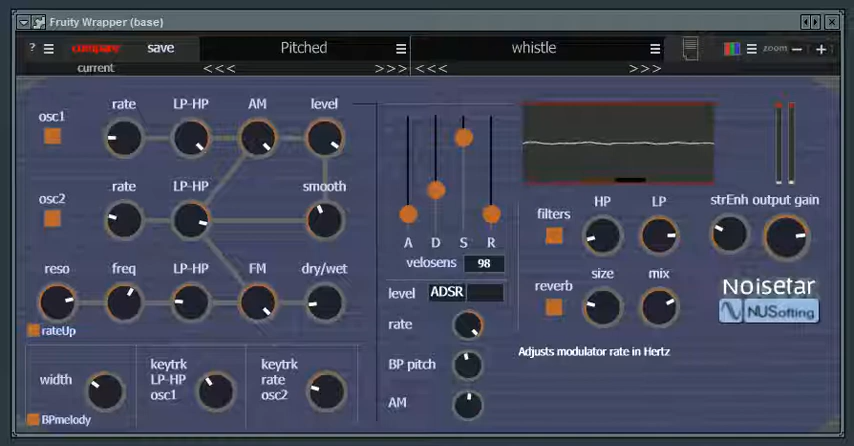 Fruity Wrapper (base)
? compare save Pitched whistle zoom − +
current <<< >>> <<< >>>
osc1 rate LP-HP AM level
osc2 rate LP-HP smooth
reso freq LP-HP FM dry/wet
rateUp
width keytrk LP-HP osc1 keytrk rate osc2
BPmelody
A D S R
velosens 98
level ADSR
rate
BP pitch
AM
filters HP LP strEnh output gain
reverb size mix
Noisetar
NUSofting
Adjusts modulator rate in Hertz